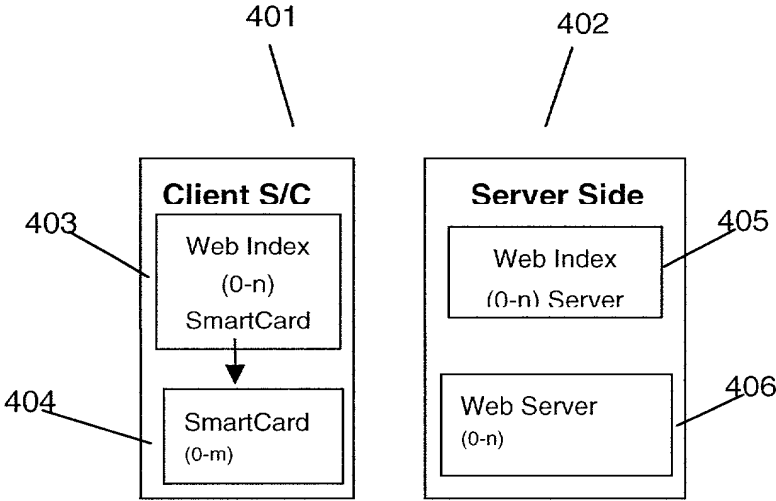 401
402
Client S/C
Server Side
403
Web Index
(0-n)
SmartCard
405
Web Index
(0-n) Server
404
SmartCard
(0-m)
406
Web Server
(0-n)